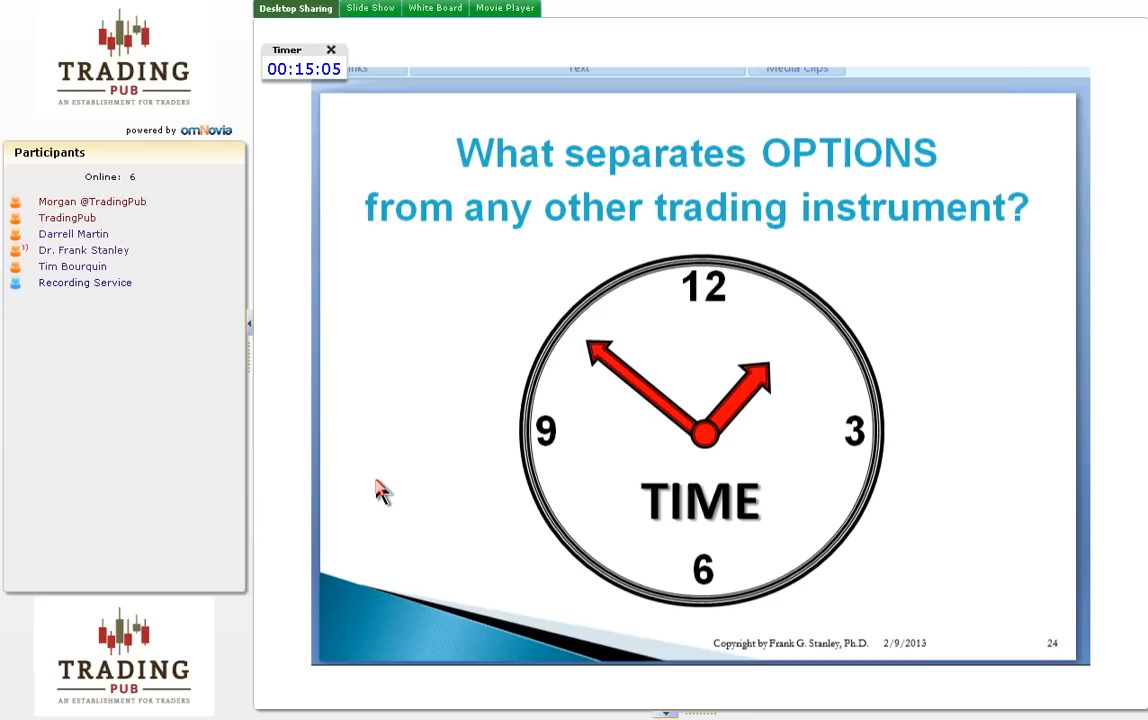 TRADING
PUB
AN ESTABLISHMENT FOR TRADERS
powered by omNovia
Participants
Online: 6
Morgan @TradingPub
TradingPub
Darrell Martin
Dr. Frank Stanley
Tim Bourquin
Recording Service
TRADING
PUB
AN ESTABLISHMENT FOR TRADERS
Desktop Sharing
Slide Show
White Board
Movie Player
Timer
00:15:05
Text
Media Clips
What separates OPTIONS
from any other trading instrument?
12
9
3
TIME
6
Copyright by Frank G. Stanley, Ph.D. 2/9/2013
24